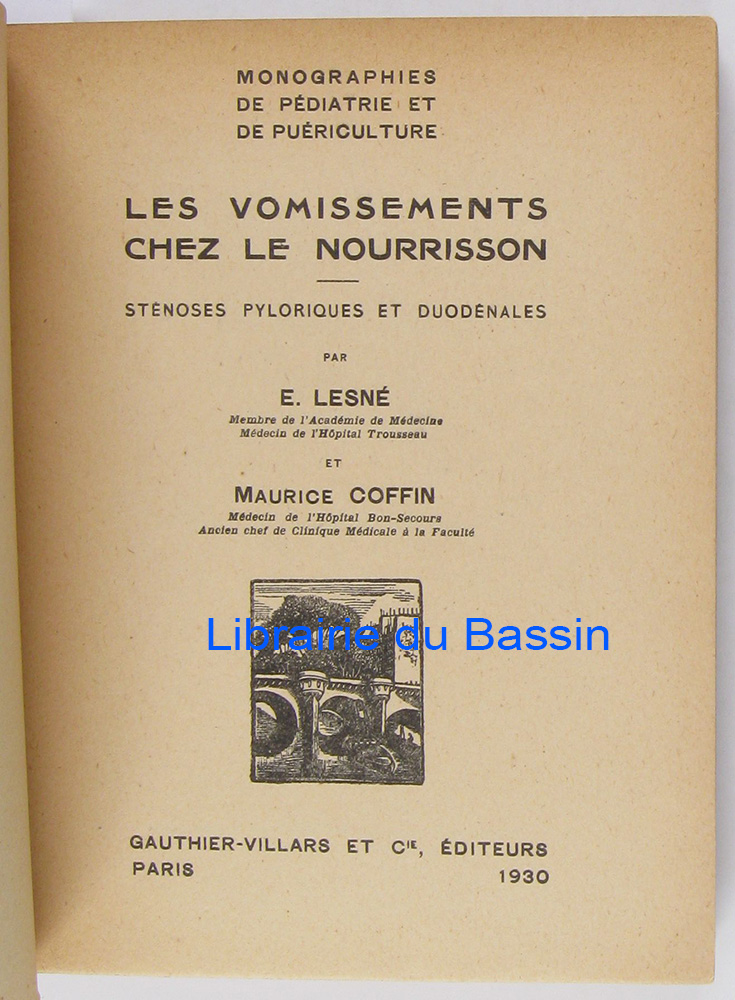 MONOGRAPHIES
DE PÉDIATRIE ET
DE PUÉRICULTURE
LES VOMISSEMENTS
CHEZ LE NOURRISSON
STÉNOSES PYLORIQUES ET DUODÉNALES
PAR
E. LESNÉ
Membre de l'Académie de Médecine
Médecin de l'Hôpital Trousseau
ET
MAURICE COFFIN
Médecin de l'Hôpital Bon-Secours
Ancien chef de Clinique Médicale à la Faculté
Librairie du Bassin
GAUTHIER-VILLARS ET CIE, ÉDITEURS
PARIS 1930